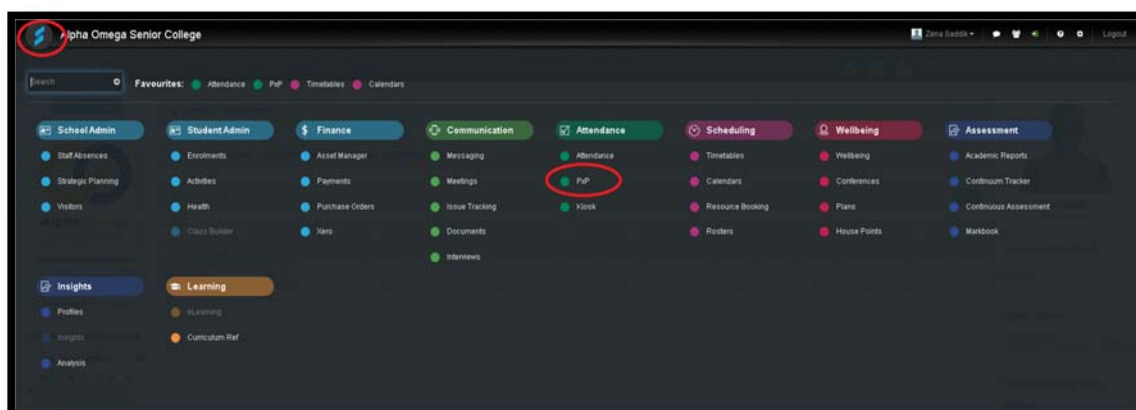 Alpha Omega Senior College Zena Saddik Logout
Search Favourites: Attendance PxP Timetables Calendars
School Admin Student Admin Finance Communication Attendance Scheduling Wellbeing Assessment
Staff Absences Enrolments Asset Manager Messaging Attendance Timetables Wellbeing Academic Reports
Strategic Planning Activities Payments Meetings PxP Calendars Conferences Continuum Tracker
Visitors Health Purchase Orders Issue Tracking Kiosk Resource Booking Plans Continuous Assessment
Class Builder Xero Documents Rosters House Points Markbook
Interviews
Insights Learning
Profiles eLearning
Insights Curriculum Ref
Analysis